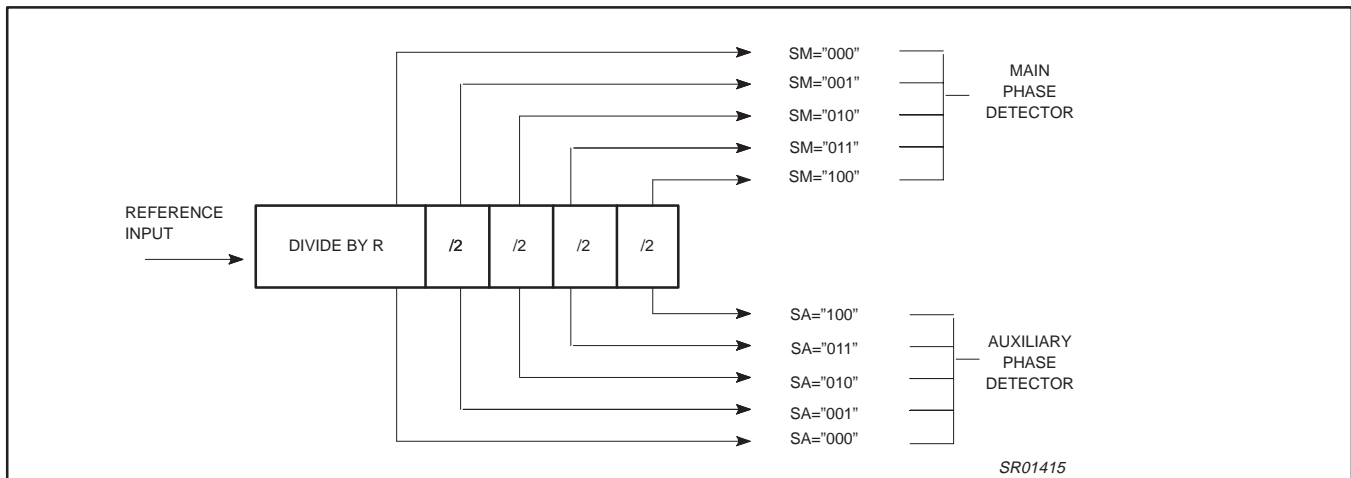 SM="000"
SM="001"
SM="010"
SM="011"
SM="100"
MAIN
PHASE
DETECTOR
REFERENCE
INPUT
DIVIDE BY R
/2
/2
/2
/2
SA="100"
SA="011"
SA="010"
SA="001"
SA="000"
AUXILIARY
PHASE
DETECTOR
SR01415